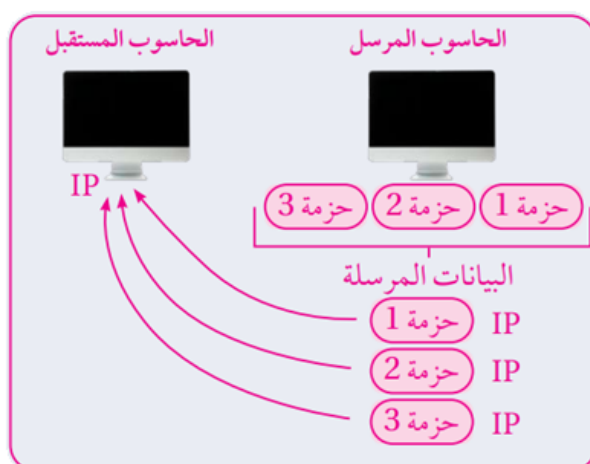 الحاسوب المرسل
الحاسوب المستقبل
IP
حزمة 1 حزمة 2 حزمة 3
البيانات المرسلة
IP حزمة 1
IP حزمة 2
IP حزمة 3